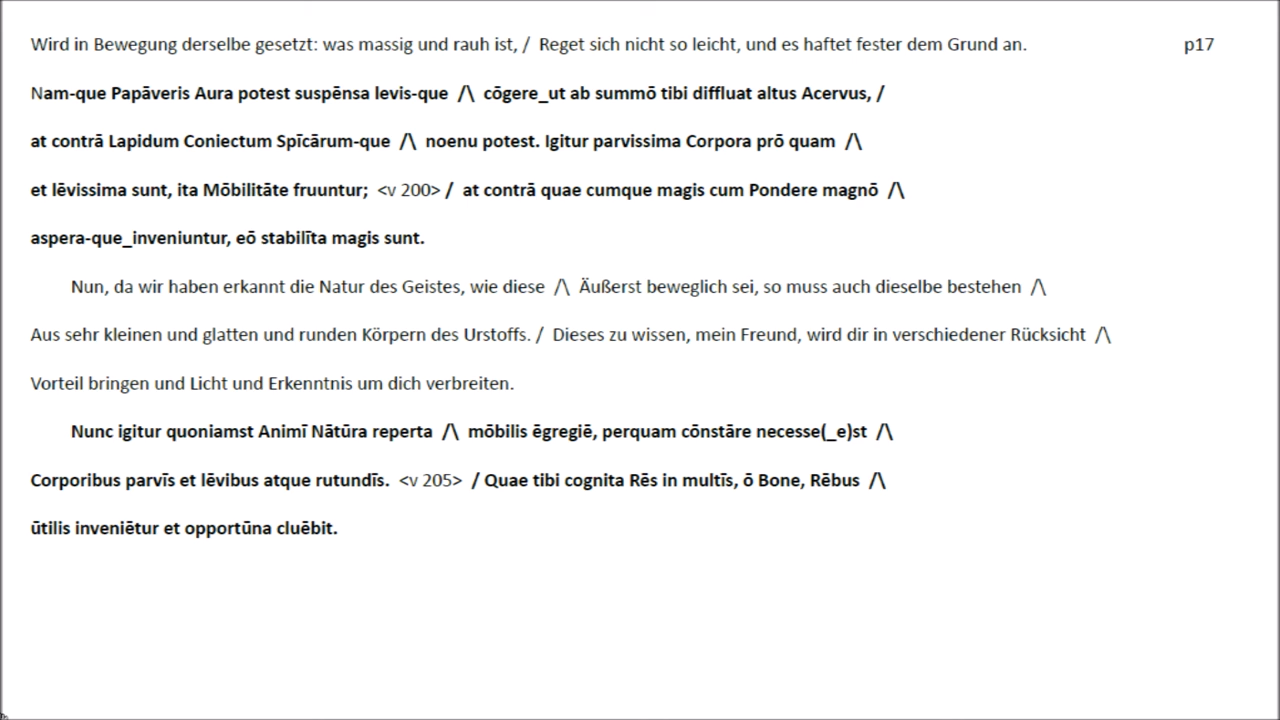 Wird in Bewegung derselbe gesetzt: was massig und rauh ist, / Reget sich nicht so leicht, und es haftet fester dem Grund an. p17
Nam-que Papāveris Aura potest suspēnsa levis-que /\ cōgere_ut ab summō tibi diffluat altus Acervus, /
at contrā Lapidum Coniectum Spīcārum-que /\ noenu potest. Igitur parvissima Corpora prō quam /\
et lēvissima sunt, ita Mōbilitāte fruuntur; <v 200> / at contrā quae cumque magis cum Pondere magnō /\
aspera-que_inveniuntur, eō stabilīta magis sunt.
Nun, da wir haben erkannt die Natur des Geistes, wie diese /\ Äußerst beweglich sei, so muss auch dieselbe bestehen /\
Aus sehr kleinen und glatten und runden Körpern des Urstoffs. / Dieses zu wissen, mein Freund, wird dir in verschiedener Rücksicht /\
Vorteil bringen und Licht und Erkenntnis um dich verbreiten.
Nunc igitur quoniamst Animī Nātūra reperta /\ mōbilis ēgregiē, perquam cōnstāre necesse(_e)st /\
Corporibus parvīs et lēvibus atque rutundīs. <v 205> / Quae tibi cognita Rēs in multīs, ō Bone, Rēbus /\
ūtilis inveniētur et opportūna cluēbit.